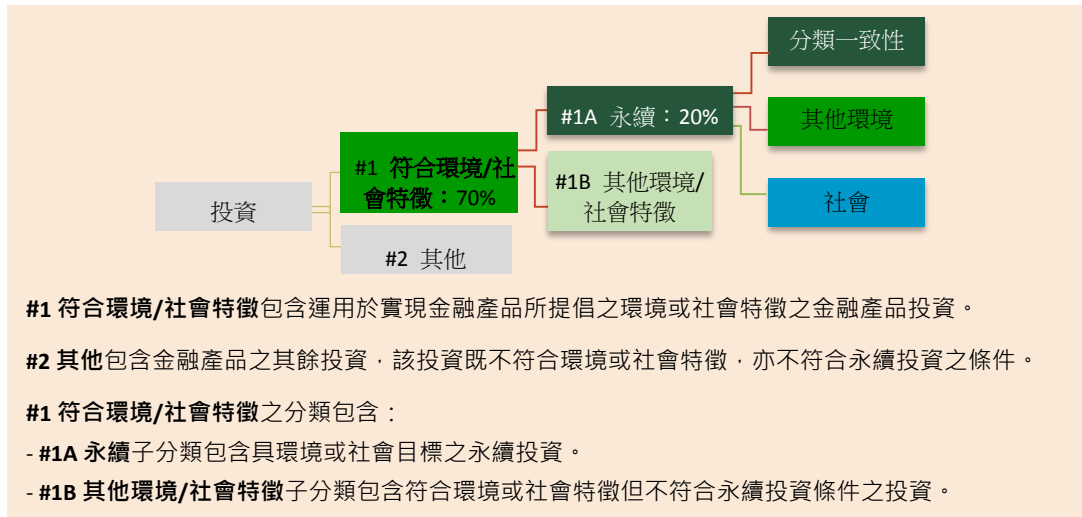 分類一致性
#1A 永續：20%
其他環境
#1 符合環境/社
會特徵：70%
#1B 其他環境/
社會特徵
投資
社會
#2 其他
#1 符合環境/社會特徵包含運用於實現金融產品所提倡之環境或社會特徵之金融產品投資。
#2 其他包含金融產品之其餘投資，該投資既不符合環境或社會特徵，亦不符合永續投資之條件。
#1 符合環境/社會特徵之分類包含：
- #1A 永續子分類包含具環境或社會目標之永續投資。
- #1B 其他環境/社會特徵子分類包含符合環境或社會特徵但不符合永續投資條件之投資。